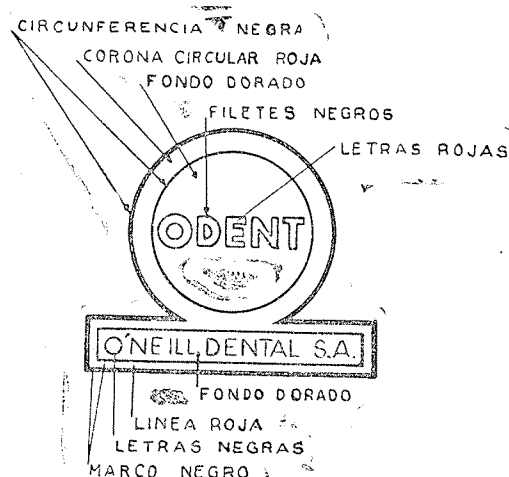 CIRCUNFERENCIA NEGRA
CORONA CIRCULAR ROJA
FONDO DORADO
FILETES NEGROS
LETRAS ROJAS
ODENT
O'NEILL DENTAL S.A.
FONDO DORADO
LINEA ROJA
LETRAS NEGRAS
MARCO NEGRO